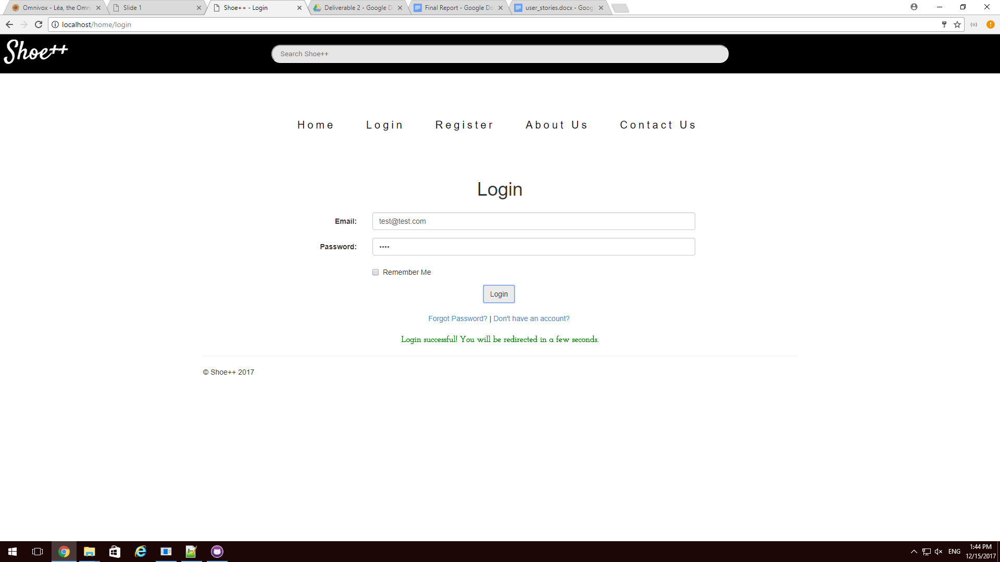 Omnivox - Léa, the Omni
Slide 1
Shoe++ - Login
Deliverable 2 - Google D
Final Report - Google Do
user_stories.docx - Goog
localhost/home/login
Shoe++
Search Shoe++
Home Login Register About Us Contact Us
Login
Email: test@test.com
Password: ••••
Remember Me
Login
Forgot Password? | Don't have an account?
Login successful! You will be redirected in a few seconds.
© Shoe++ 2017
ENG
1:44 PM
12/15/2017